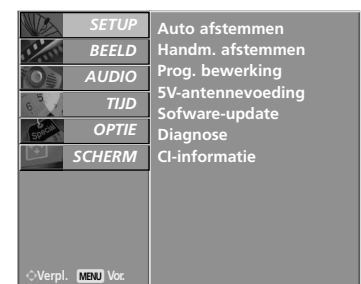 SETUP
BEELD
AUDIO
TIJD
OPTIE
SCHERM
Auto afstemmen
Handm. afstemmen
Prog. bewerking
5V-antennevoeding
Sofware-update
Diagnose
CI-informatie
Verpl. MENU Vor.